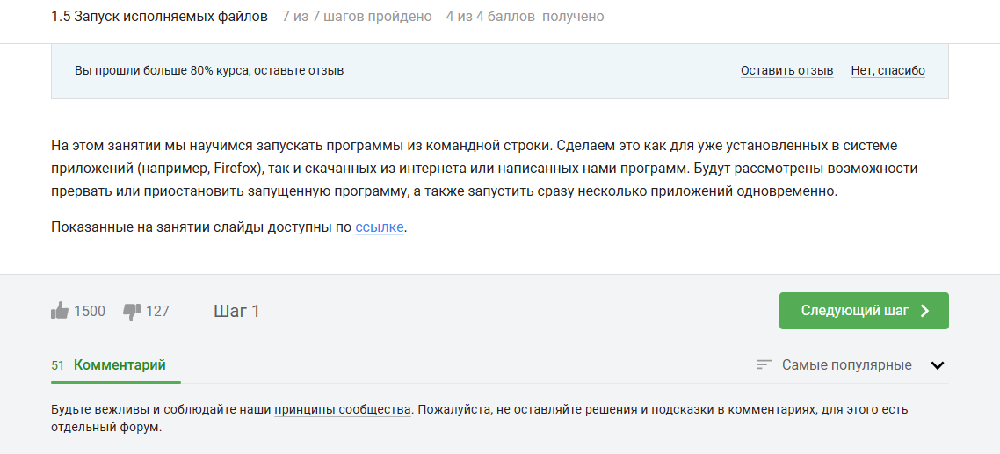 1.5 Запуск исполняемых файлов 7 из 7 шагов пройдено 4 из 4 баллов получено
Вы прошли больше 80% курса, оставьте отзыв Оставить отзыв Нет, спасибо
На этом занятии мы научимся запускать программы из командной строки. Сделаем это как для уже установленных в системе
приложений (например, Firefox), так и скачанных из интернета или написанных нами программ. Будут рассмотрены возможности
прервать или приостановить запущенную программу, а также запустить сразу несколько приложений одновременно.
Показанные на занятии слайды доступны по ссылке.
1500 127 Шаг 1 Следующий шаг
51 Комментарий Самые популярные
Будьте вежливы и соблюдайте наши принципы сообщества. Пожалуйста, не оставляйте решения и подсказки в комментариях, для этого есть
отдельный форум.